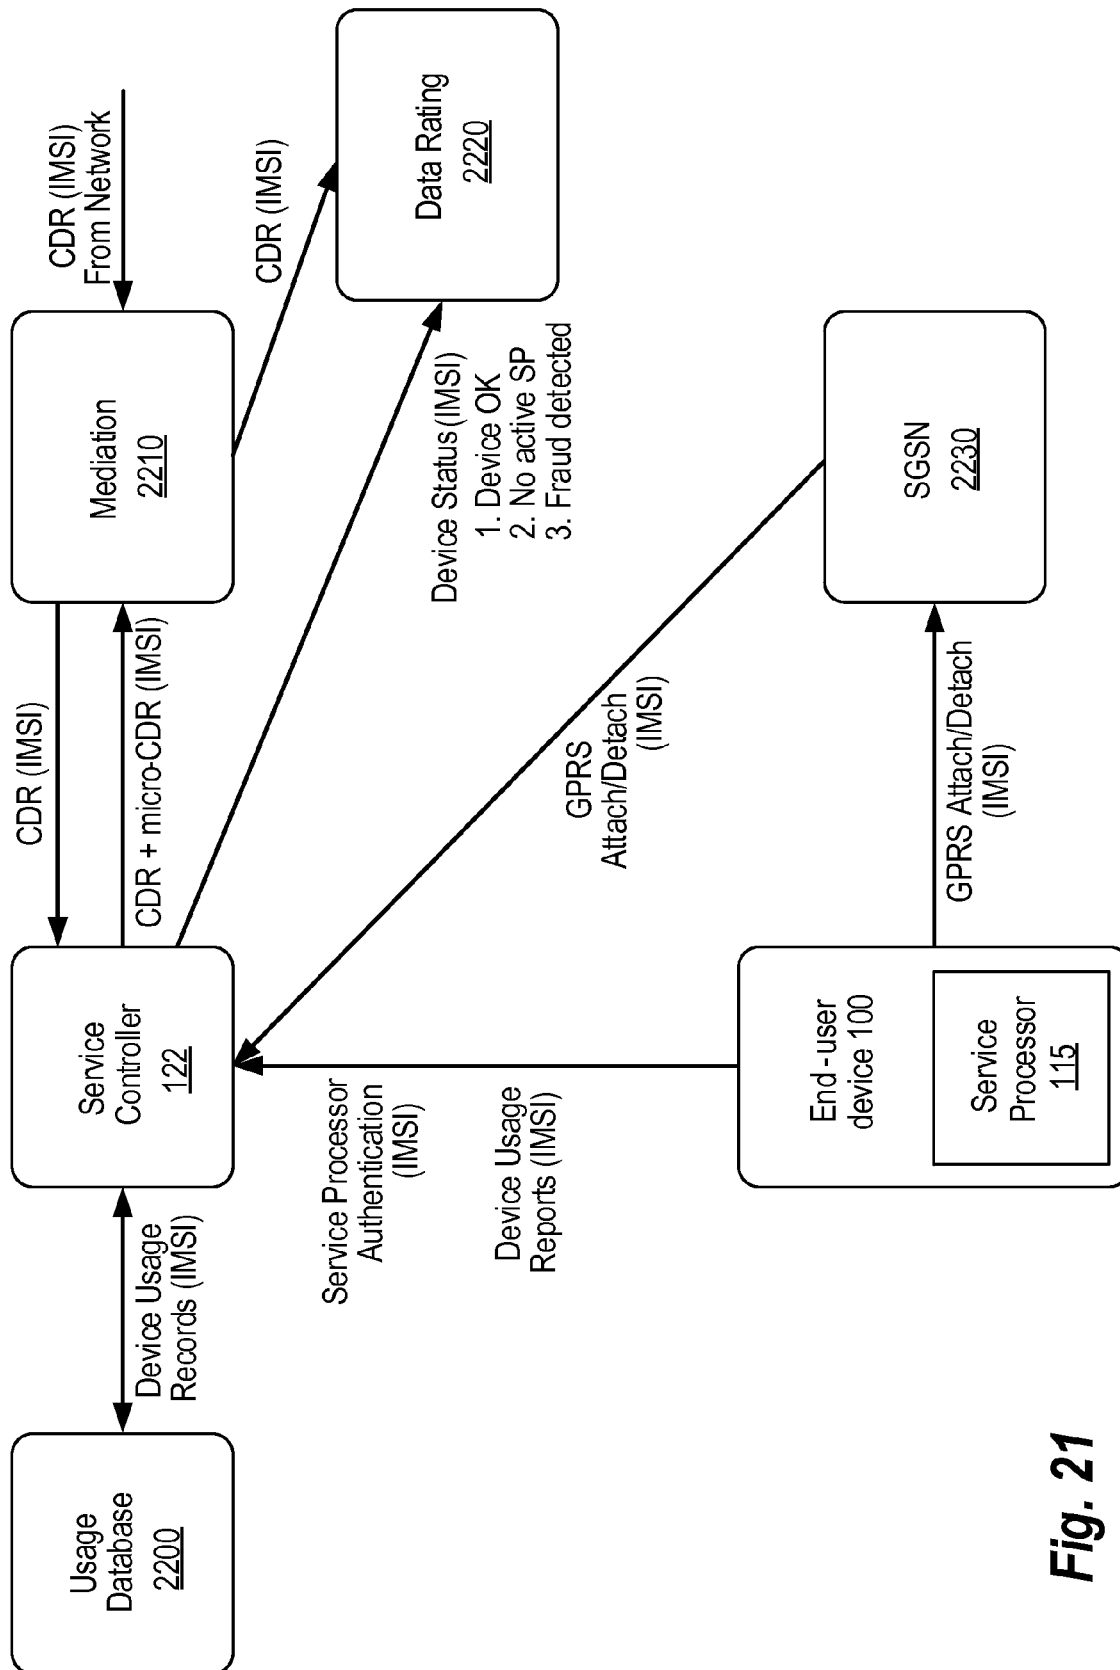 Usage
Database
2200
Device Usage
Records (IMSI)
Service
Controller
122
CDR (IMSI)
CDR + micro-CDR (IMSI)
Mediation
2210
CDR (IMSI)
From Network
CDR (IMSI)
Data Rating
2220
Device Status (IMSI)
1. Device OK
2. No active SP
3. Fraud detected
Service Processor
Authentication
(IMSI)
Device Usage
Reports (IMSI)
GPRS
Attach/Detach
(IMSI)
End-user
device 100
Service
Processor
115
GPRS Attach/Detach
(IMSI)
SGSN
2230
Fig. 21